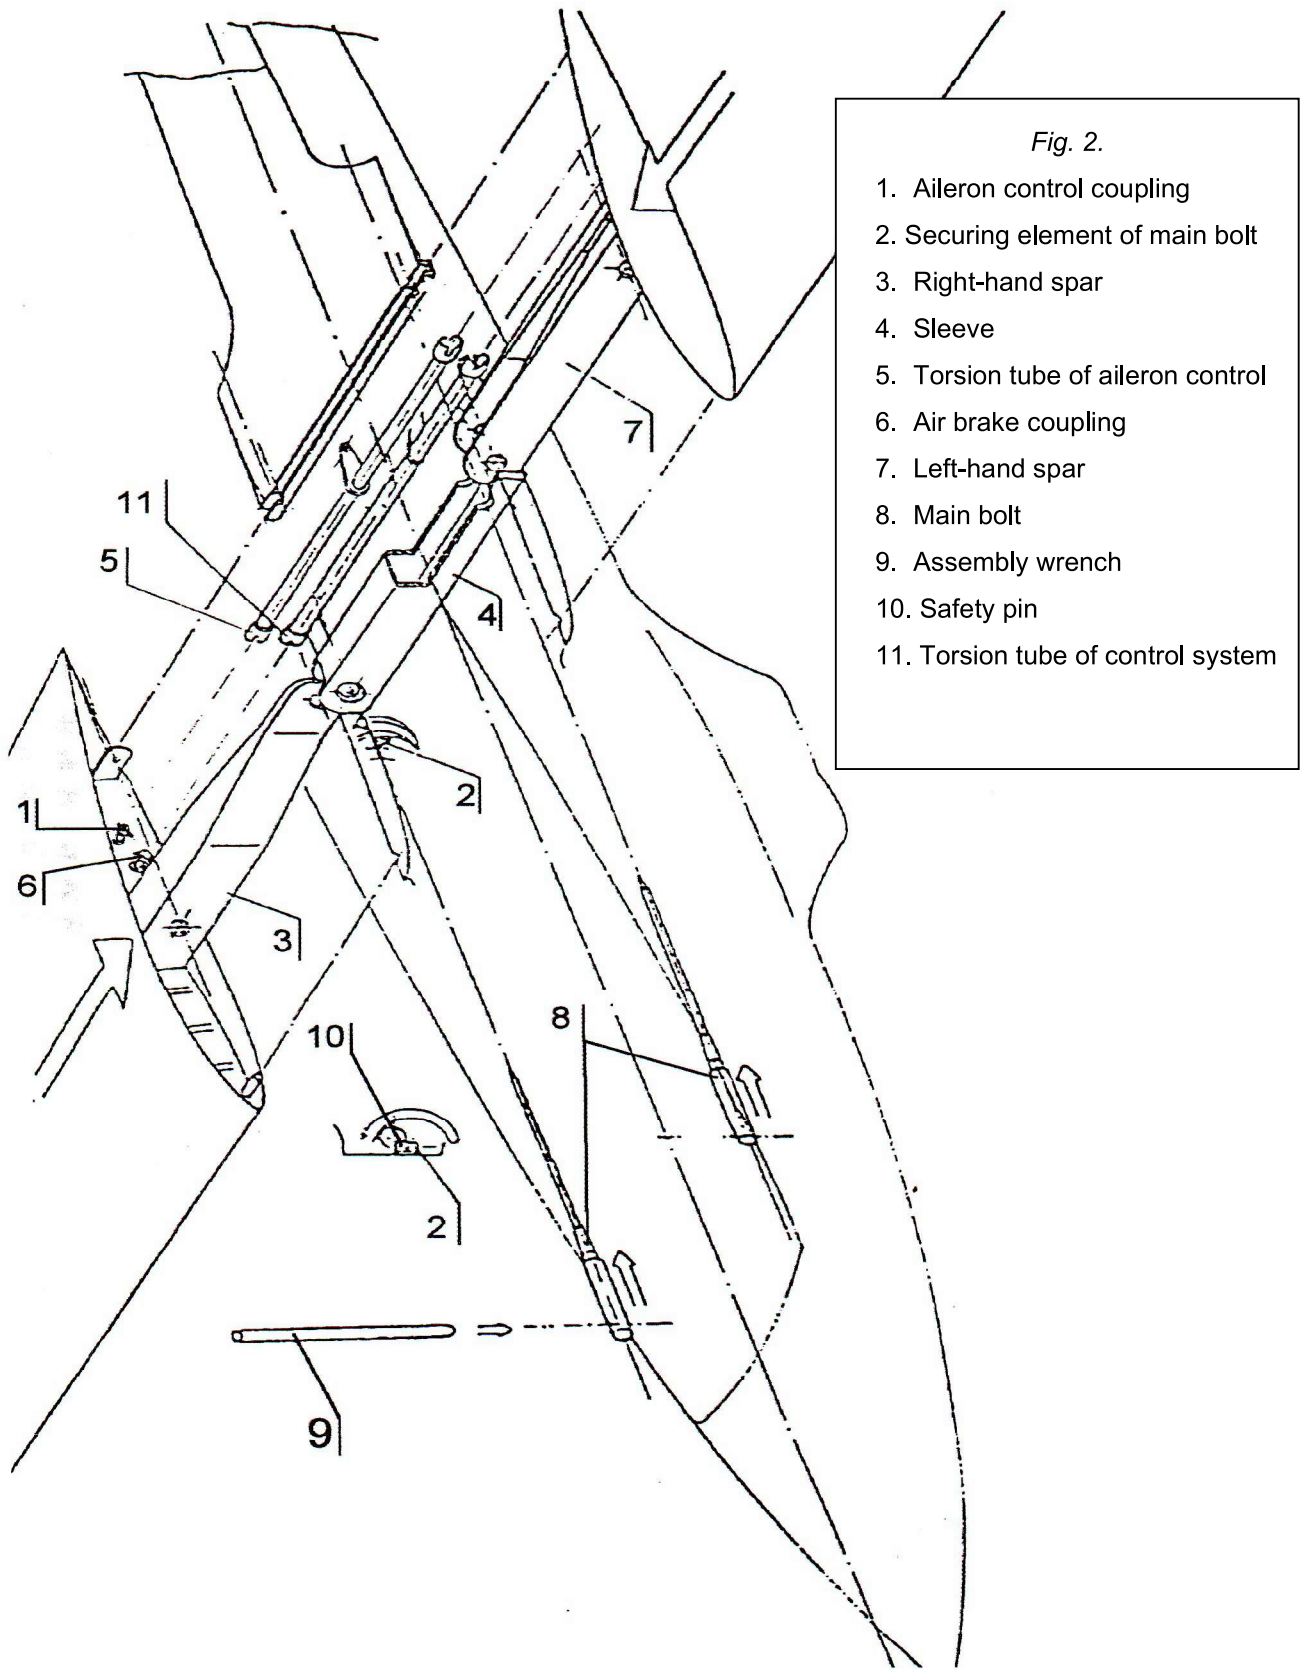 Fig. 2.
1. Aileron control coupling
2. Securing element of main bolt
3. Right-hand spar
4. Sleeve
5. Torsion tube of aileron control
6. Air brake coupling
7. Left-hand spar
8. Main bolt
9. Assembly wrench
10. Safety pin
11. Torsion tube of control system
7
11
5
4
2
1
6
3
8
10
2
9